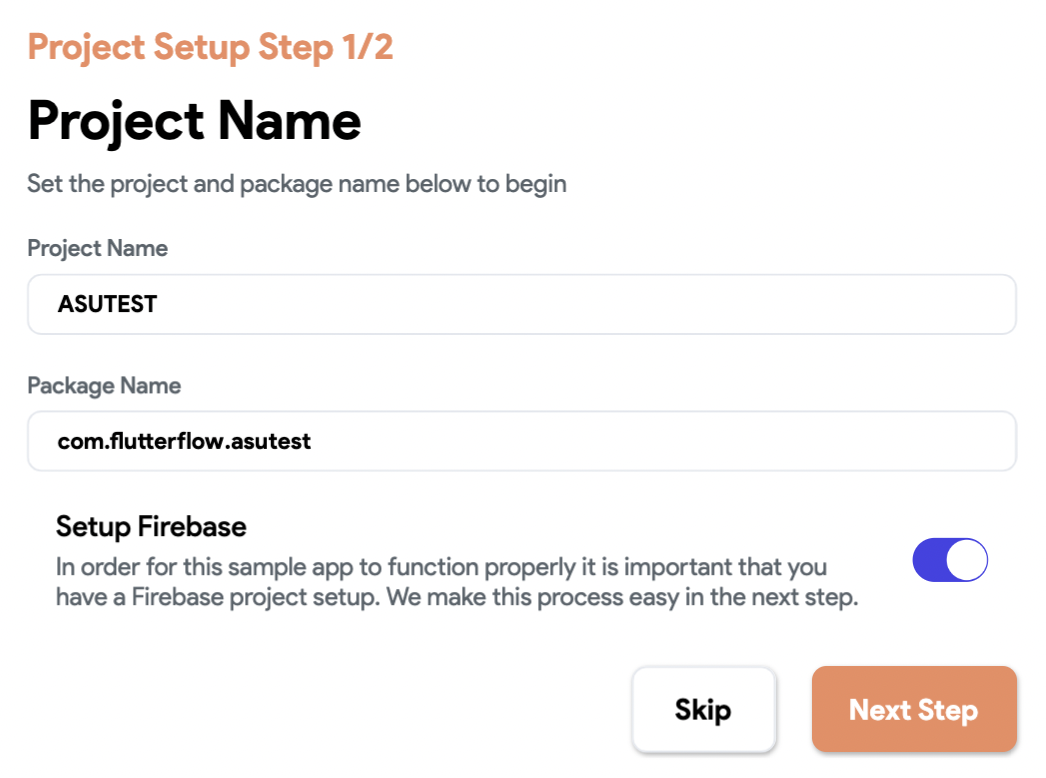 Project Setup Step 1/2
Project Name
Set the project and package name below to begin
Project Name
ASUTEST
Package Name
com.flutterflow.asutest
Setup Firebase
In order for this sample app to function properly it is important that you
have a Firebase project setup. We make this process easy in the next step.
Skip
Next Step